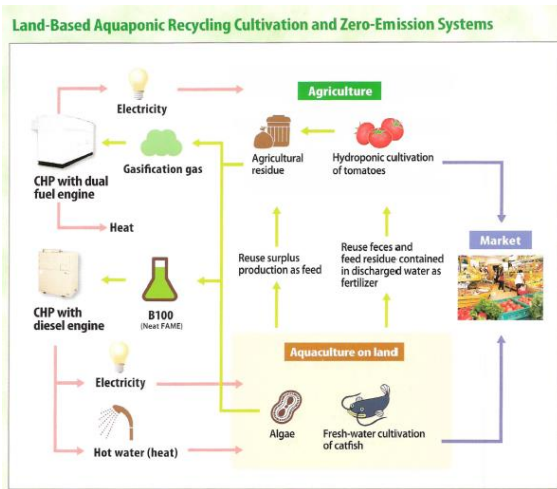 Land-Based Aquaponic Recycling Cultivation and Zero-Emission Systems
Electricity
Agriculture
CHP with dual
fuel engine
Gasification gas
Agricultural
residue
Hydroponic cultivation
of tomatoes
Heat
Market
Reuse surplus
production as feed
Reuse feces and
feed residue contained
in discharged water as
fertilizer
CHP with
diesel engine
B100
(Neat FAME)
Aquaculture on land
Electricity
Algae
Fresh-water cultivation
of catfish
Hot water (heat)